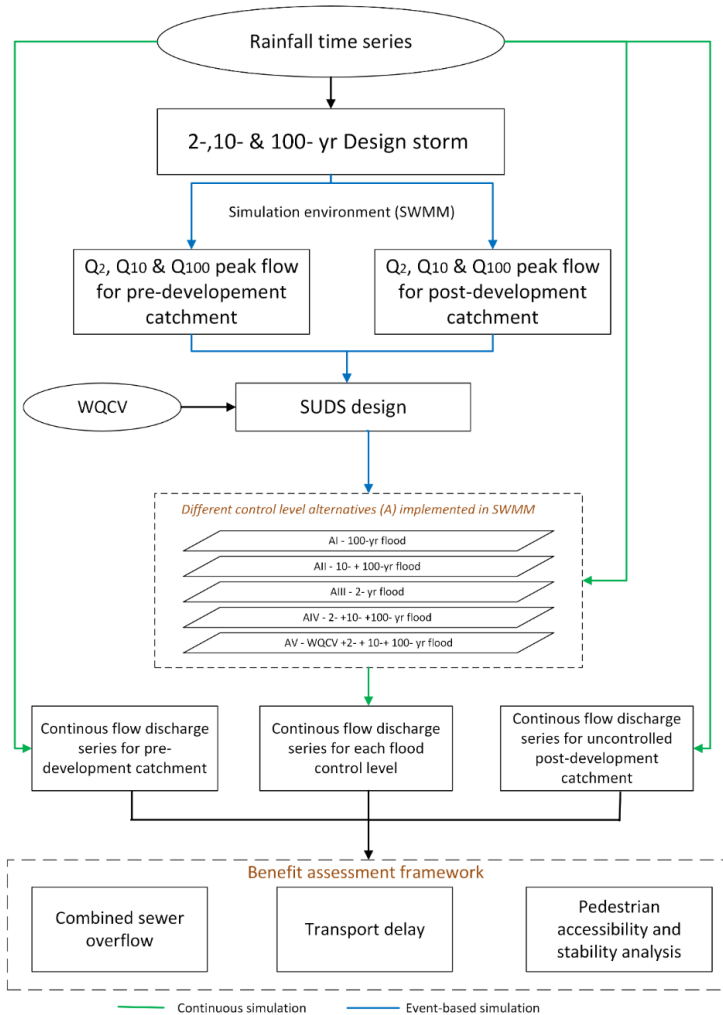 Rainfall time series
2-,10- & 100- yr Design storm
Simulation environment (SWMM)
Q2, Q10 & Q100 peak flow
for pre-developement
catchment
Q2, Q10 & Q100 peak flow
for post-development
catchment
WQCV
SUDS design
Different control level alternatives (A) implemented in SWMM
AI - 100-yr flood
AII - 10- + 100-yr flood
AIII - 2- yr flood
AIV - 2- +10- +100- yr flood
AV - WQCV +2- + 10-+ 100- yr flood
Continous flow discharge
series for pre-
development catchment
Continous flow discharge
series for each flood
control level
Continous flow discharge
series for uncontrolled
post-development
catchment
Benefit assessment framework
Combined sewer
overflow
Transport delay
Pedestrian
accessibility and
stability analysis
Continuous simulation
Event-based simulation